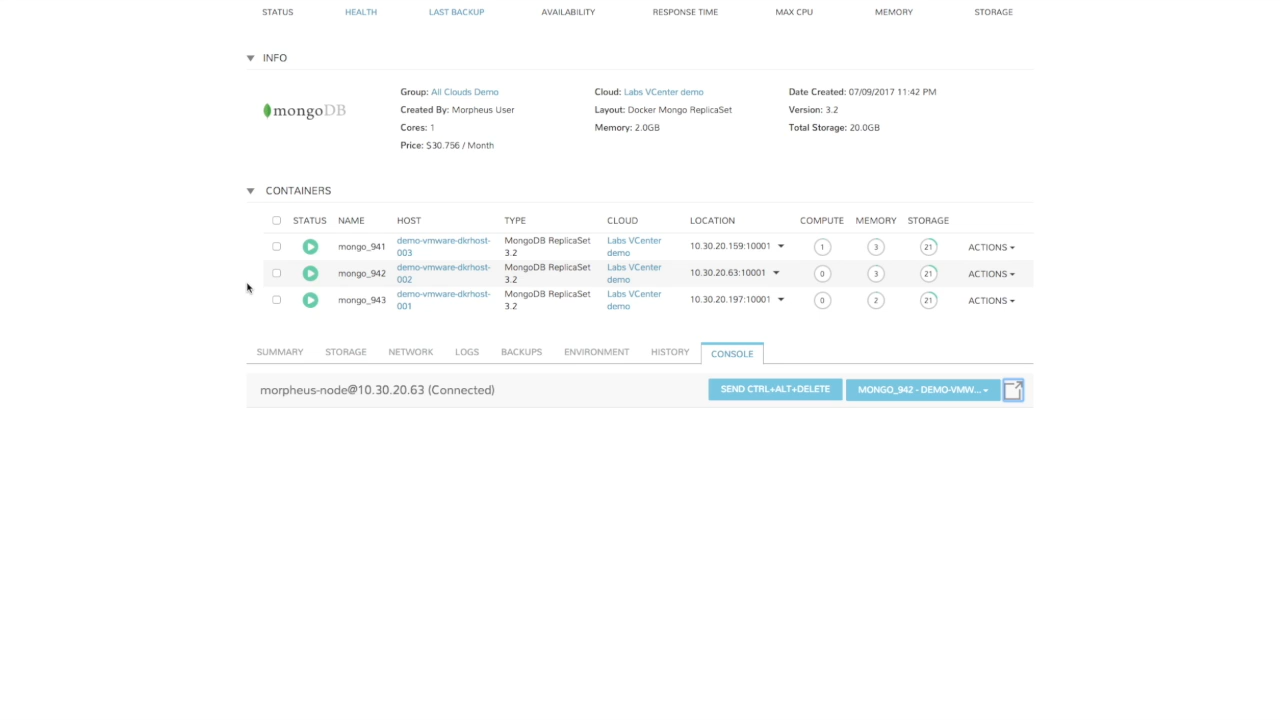 STATUS HEALTH LAST BACKUP AVAILABILITY RESPONSE TIME MAX CPU MEMORY STORAGE
INFO
mongoDB
Group: All Clouds Demo Cloud: Labs VCenter demo Date Created: 07/09/2017 11:42 PM
Created By: Morpheus User Layout: Docker Mongo ReplicaSet Version: 3.2
Cores: 1 Memory: 2.0GB Total Storage: 20.0GB
Price: $30.756 / Month
CONTAINERS
STATUS NAME HOST TYPE CLOUD LOCATION COMPUTE MEMORY STORAGE
mongo_941 demo-vmware-dkrhost-003 MongoDB ReplicaSet 3.2 Labs VCenter demo 10.30.20.159:10001 1 3 21 ACTIONS
mongo_942 demo-vmware-dkrhost-002 MongoDB ReplicaSet 3.2 Labs VCenter demo 10.30.20.63:10001 0 3 21 ACTIONS
mongo_943 demo-vmware-dkrhost-001 MongoDB ReplicaSet 3.2 Labs VCenter demo 10.30.20.197:10001 0 2 21 ACTIONS
SUMMARY STORAGE NETWORK LOGS BACKUPS ENVIRONMENT HISTORY CONSOLE
morpheus-node@10.30.20.63 (Connected) SEND CTRL+ALT+DELETE MONGO_942 - DEMO-VMW...